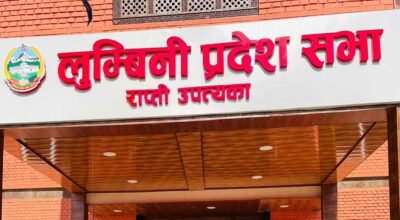 लुम्बिनी प्रदेश सभा
राप्ती उपत्यका